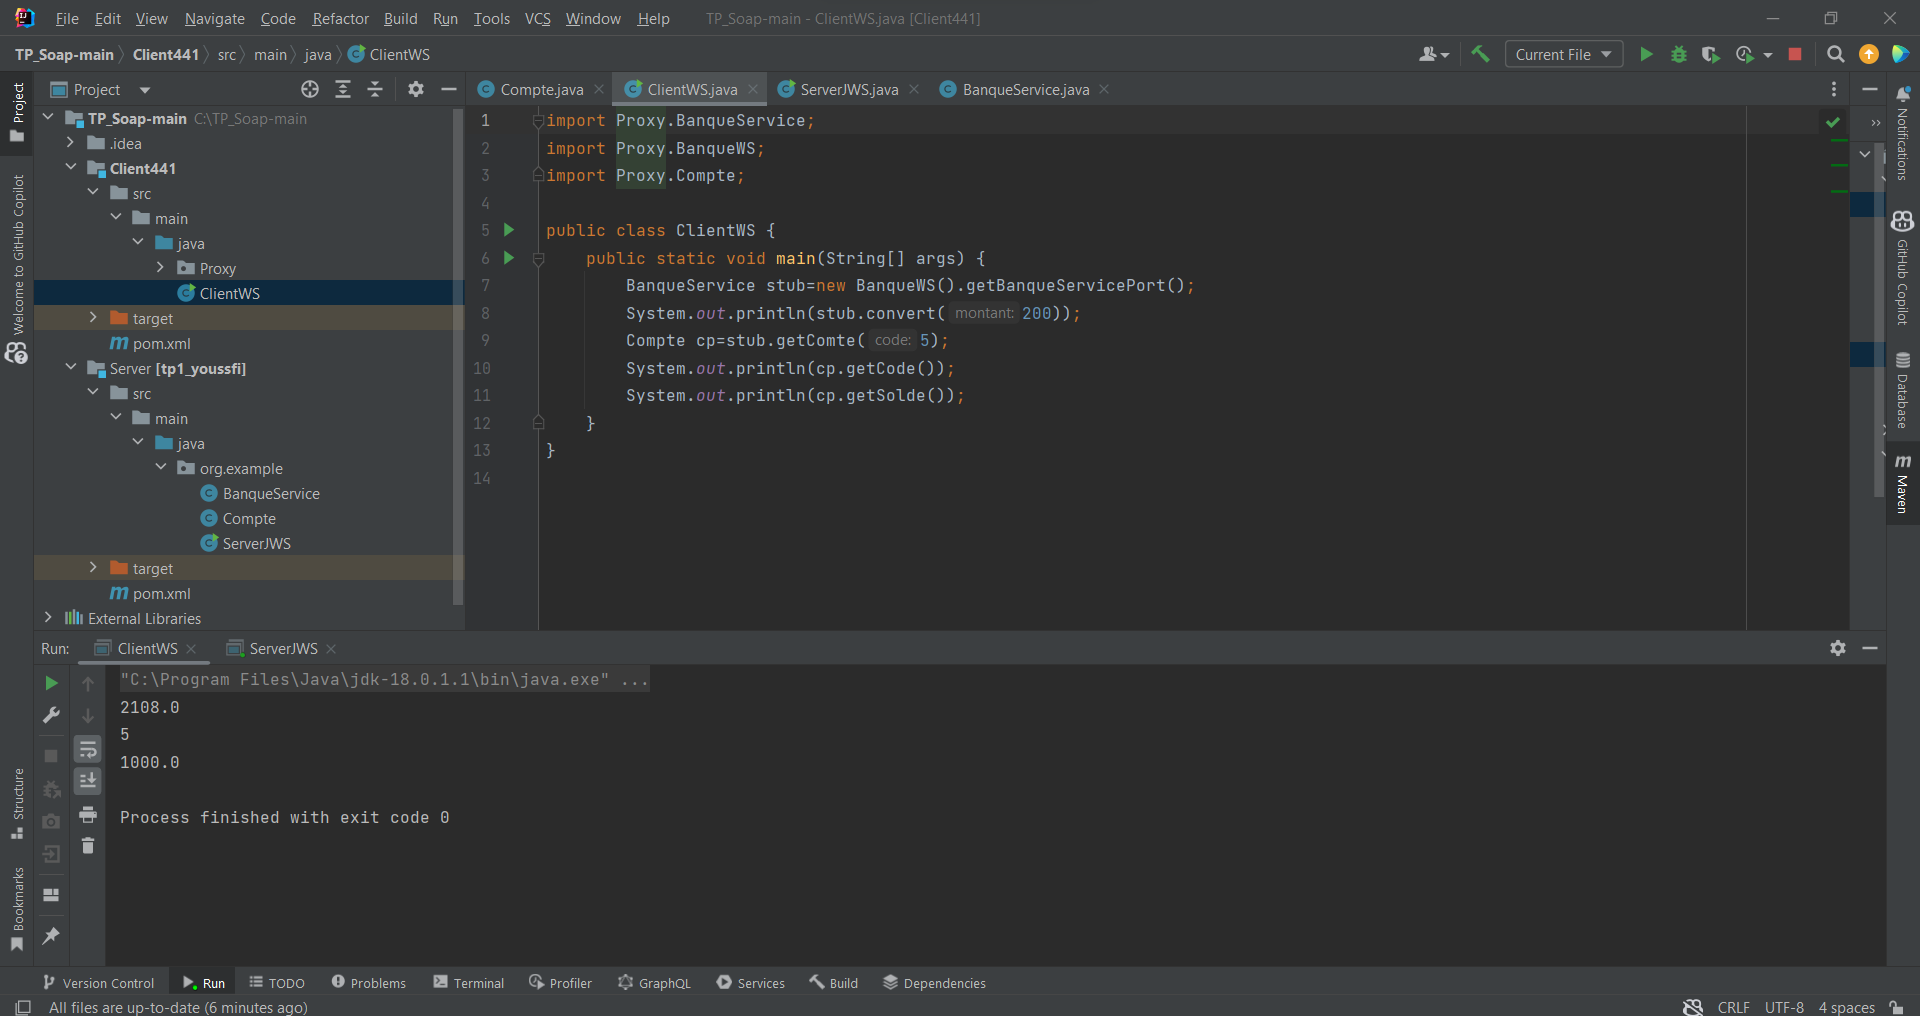 File Edit View Navigate Code Refactor Build Run Tools VCS Window Help TP_Soap-main - ClientWS.java [Client441]
TP_Soap-main Client441 src main java ClientWS Current File
Project Compte.java ClientWS.java ServerJWS.java BanqueService.java
Project
Welcome to GitHub Copilot
Structure
Bookmarks
TP_Soap-main C:\TP_Soap-main
.idea
Client441
src
main
java
Proxy
ClientWS
target
pom.xml
Server [tp1_youssfi]
src
main
java
org.example
BanqueService
Compte
ServerJWS
target
pom.xml
External Libraries
1 import Proxy.BanqueService;
2 import Proxy.BanqueWS;
3 import Proxy.Compte;
4
5 public class ClientWS {
6 public static void main(String[] args) {
7 BanqueService stub=new BanqueWS().getBanqueServicePort();
8 System.out.println(stub.convert( montant: 200));
9 Compte cp=stub.getComte( code: 5);
10 System.out.println(cp.getCode());
11 System.out.println(cp.getSolde());
12 }
13 }
14
Notifications
GitHub Copilot
Database
Maven
Run: ClientWS ServerJWS
"C:\Program Files\Java\jdk-18.0.1.1\bin\java.exe" ...
2108.0
5
1000.0
Process finished with exit code 0
Version Control Run TODO Problems Terminal Profiler GraphQL Services Build Dependencies
All files are up-to-date (6 minutes ago) CRLF UTF-8 4 spaces